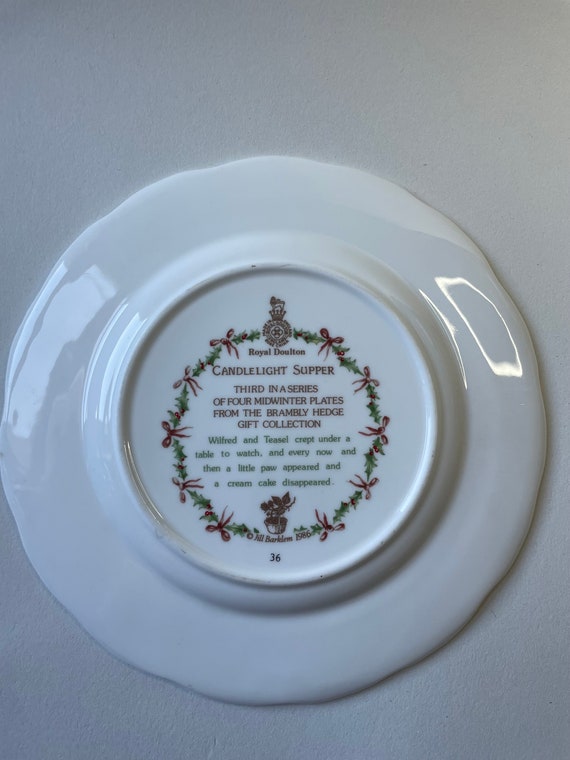 Royal Doulton
CANDLELIGHT SUPPER
THIRD IN A SERIES
OF FOUR MIDWINTER PLATES
FROM THE BRAMBLY HEDGE
GIFT COLLECTION
Wilfred and Teasel crept under a
table to watch, and every now and
then a little paw appeared and
a cream cake disappeared.
© Jill Barklem 1986
36